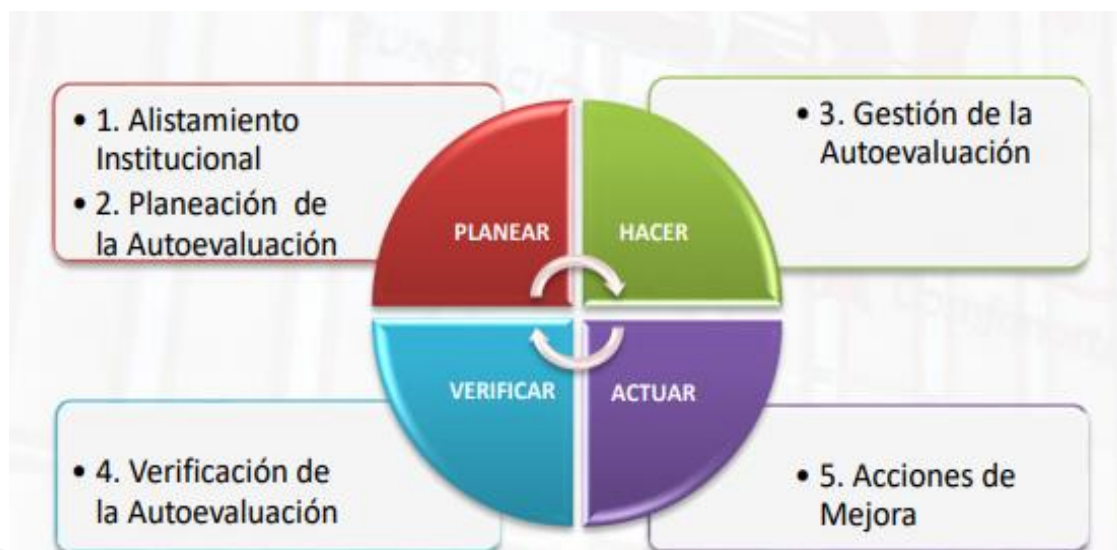 • 1. Alistamiento
Institucional
• 2. Planeación de
la Autoevaluación
PLANEAR
HACER
• 3. Gestión de la
Autoevaluación
VERIFICAR
ACTUAR
• 4. Verificación de
la Autoevaluación
• 5. Acciones de
Mejora